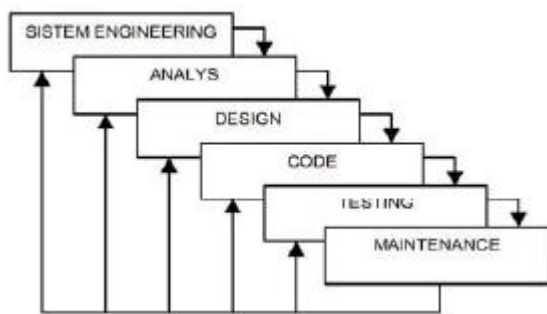 SISTEM ENGINEERING
ANALYS
DESIGN
CODE
TESTING
MAINTENANCE